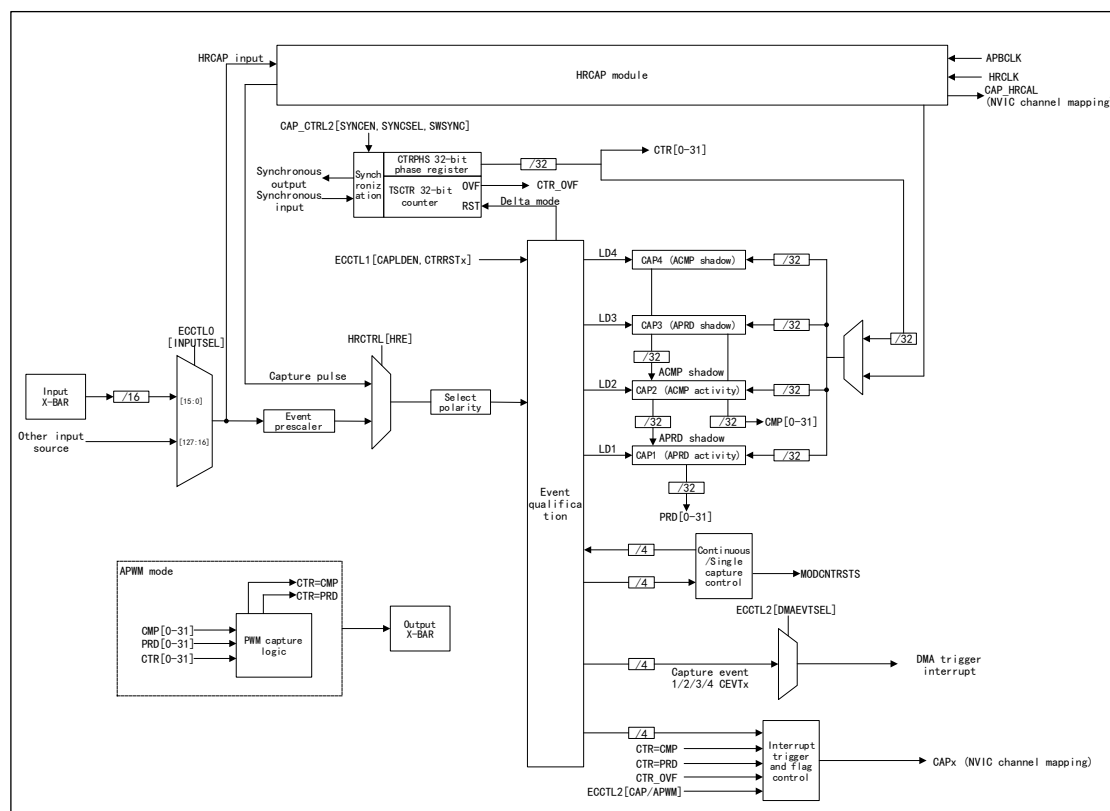 HRCAP input
HRCAP module
APBCLK
HRCLK
CAP_HRCAL
(NVIC channel mapping)
CAP_CTRL2[SYNCEN, SYNCSEL, SWSYNC]
Synchronous
output
Synchronous
input
Synchr
oniz
ation
CTRPHS 32-bit
phase register
TSCTR 32-bit
counter
OVF
RST
/32
CTR[0-31]
CTR_OVF
Delta mode
ECCTL1[CAPLDEN, CTRRSTx]
LD4
CAP4 (ACMP shadow)
/32
LD3
CAP3 (APRD shadow)
/32
/32
/32
ACMP shadow
LD2
CAP2 (ACMP activity)
/32
/32
/32
CMP[0-31]
APRD shadow
LD1
CAP1 (APRD activity)
/32
/32
PRD[0-31]
ECCTL0
[INPUTSEL]
Input
X-BAR
/16
[15:0]
Other input
source
[127:16]
HRCTRL[HRE]
Capture pulse
Event
prescaler
Select
polarity
Event
qualifica
tion
/4
/4
Continuous
/Single
capture
control
MODCNTRSTS
APWM mode
CTR=CMP
CTR=PRD
CMP[0-31]
PRD[0-31]
CTR[0-31]
PWM capture
logic
Output
X-BAR
ECCTL2[DMAEVTSEL]
/4
Capture event
1/2/3/4 CEVTx
DMA trigger
interrupt
/4
CTR=CMP
CTR=PRD
CTR_OVF
ECCTL2[CAP/APWM]
Interrupt
trigger
and flag
control
CAPx (NVIC channel mapping)